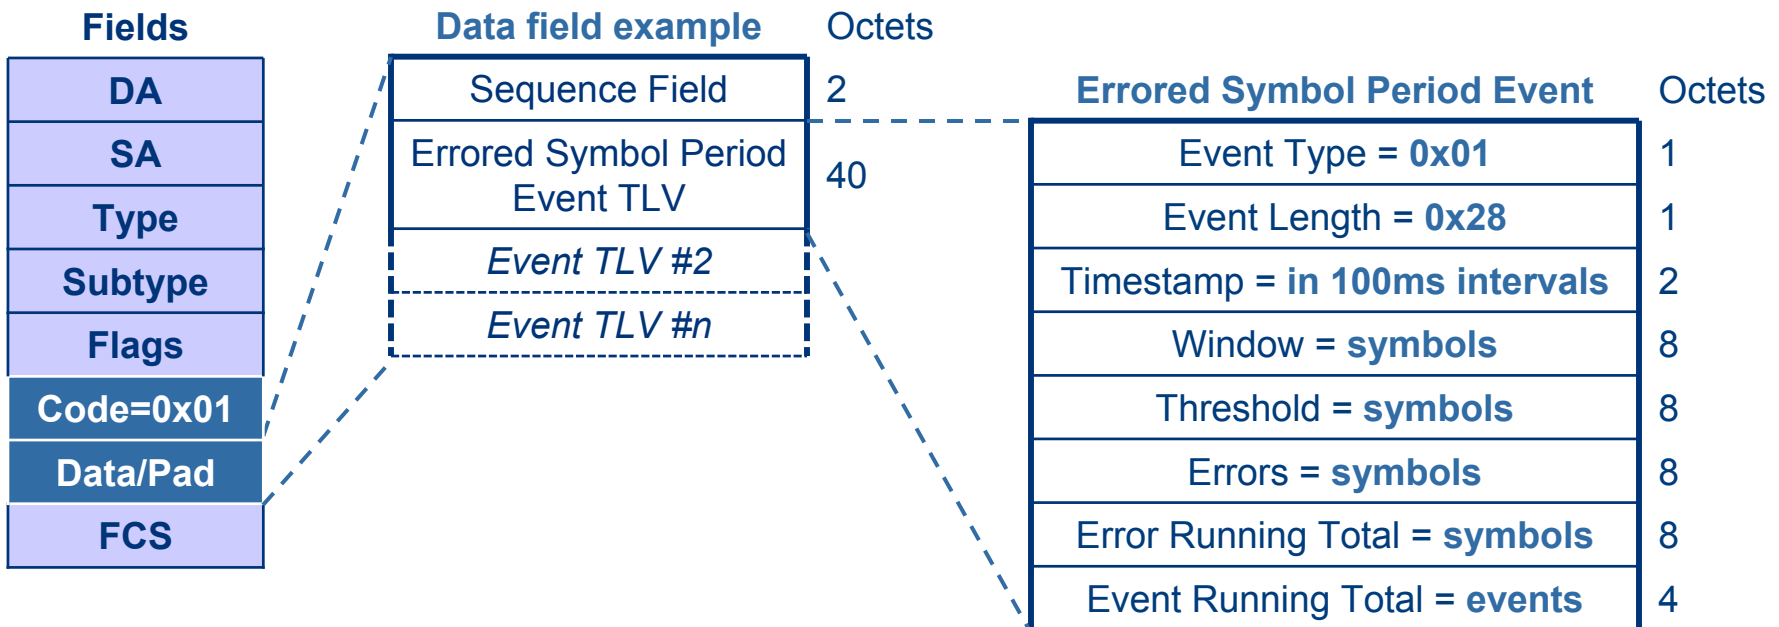 Fields
DA
SA
Type
Subtype
Flags
Code=0x01
Data/Pad
FCS
Data field example
Octets
Sequence Field
2
Errored Symbol Period
Event TLV
40
Event TLV #2
Event TLV #n
Errored Symbol Period Event
Octets
Event Type = 0x01
1
Event Length = 0x28
1
Timestamp = in 100ms intervals
2
Window = symbols
8
Threshold = symbols
8
Errors = symbols
8
Error Running Total = symbols
8
Event Running Total = events
4